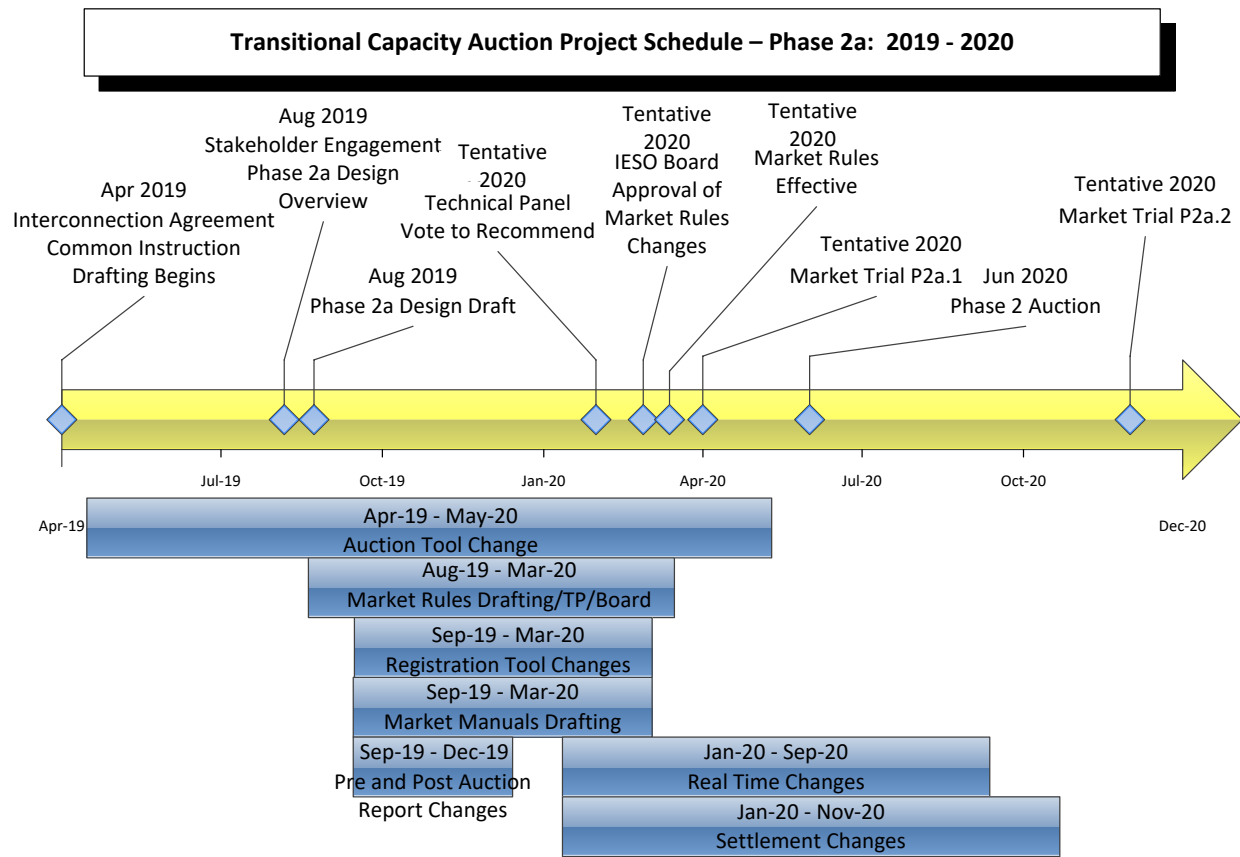 Transitional Capacity Auction Project Schedule – Phase 2a: 2019 - 2020
Apr 2019
Interconnection Agreement
Common Instruction
Drafting Begins
Aug 2019
Stakeholder Engagement
Phase 2a Design
Overview
Aug 2019
Phase 2a Design Draft
Tentative
2020
Technical Panel
Vote to Recommend
Tentative
2020
IESO Board
Approval of
Market Rules
Changes
Tentative
2020
Market Rules
Effective
Tentative 2020
Market Trial P2a.1
Jun 2020
Phase 2 Auction
Tentative 2020
Market Trial P2a.2
Jul-19
Oct-19
Jan-20
Apr-20
Jul-20
Oct-20
Apr-19
Dec-20
Apr-19 - May-20
Auction Tool Change
Aug-19 - Mar-20
Market Rules Drafting/TP/Board
Sep-19 - Mar-20
Registration Tool Changes
Sep-19 - Mar-20
Market Manuals Drafting
Sep-19 - Dec-19
Pre and Post Auction
Report Changes
Jan-20 - Sep-20
Real Time Changes
Jan-20 - Nov-20
Settlement Changes